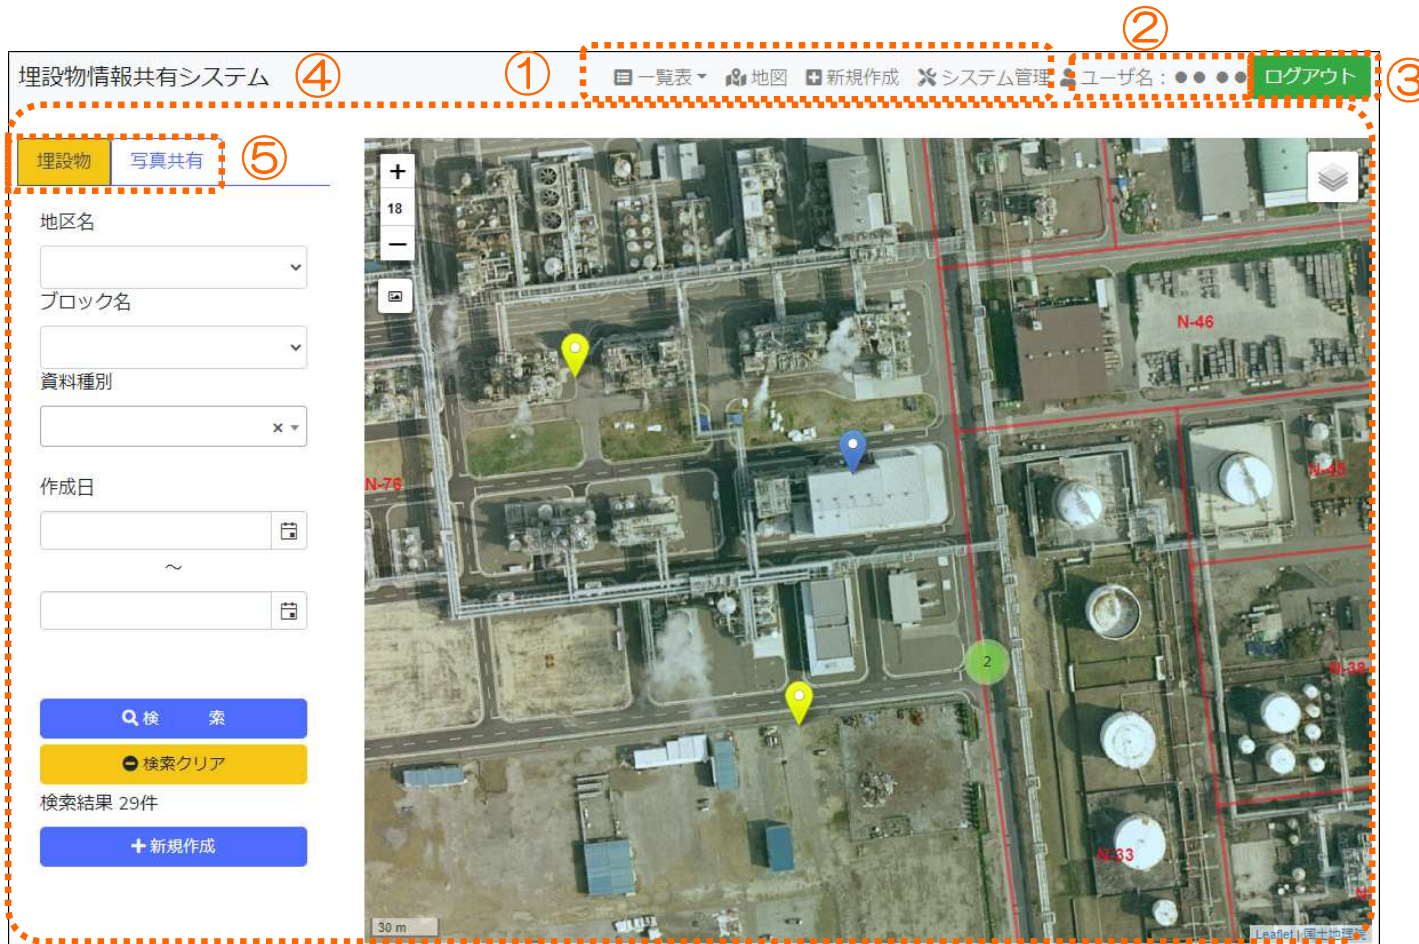 ②
埋設物情報共有システム ④ ① 一覧表 地図 新規作成 システム管理 ユーザ名：●● ●● ログアウト ③
埋設物 写真共有 ⑤
地区名
ブロック名
資料種別
作成日
～
検 索
検索クリア
検索結果 29件
新規作成
+
18
−
N-46
N-76
N-45
2
N-38
N-33
30 m
Leaflet | 国土地理院